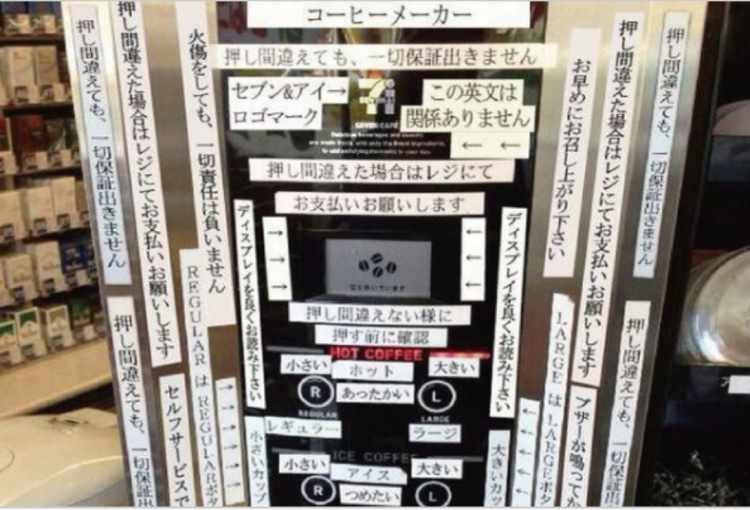 コーヒーメーカー
押し間違えても、一切保証出きません
セブン&アイ→
ロゴマーク
この英文は
関係ありません
← ←
SEVEN CAFÉ
押し間違えた場合はレジにて
お支払いお願いします
→
→
→
←
←
←
押し間違えない様に
押す前に確認
HOT COFFEE
小さい
ホット
大きい
R
あったかい
L
REGULAR
LARGE
レギュラー
ラージ
ICE COFFEE
小さい
アイス
大きい
R
つめたい
L
押し間違えても、一切保証出きません
押し間違えた場合はレジにてお支払いお願いします
火傷をしても、一切責任は負いません
ディスプレイを良くお読み下さい
REGULAR は REGULARボタ
押し間違えても、一切保証出
セルフサービスで
小さいカップ
→
→
→
→
→
→
ディスプレイを良くお読み下さい
お早めにお召し上がり下さい
押し間違えた場合はレジにてお支払いお願いします
押し間違えても、一切保証出きません
LARGE は LARGEボタ
ブザーが鳴ってか
押し間違えても、一切保証出
大きいカッ
←
←
←
←
←